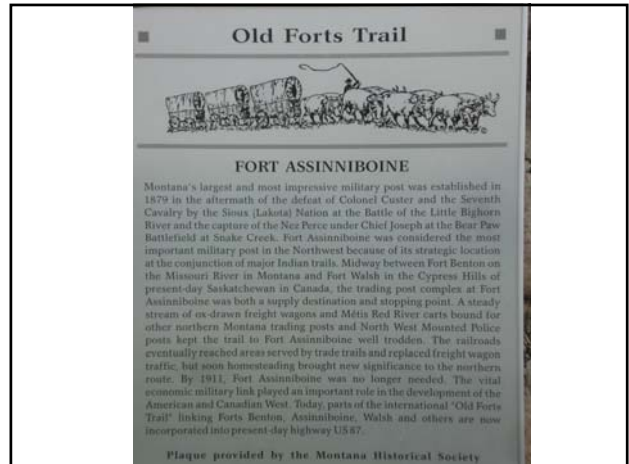 Old Forts Trail
FORT ASSINNIBOINE
Montana's largest and most impressive military post was established in
1879 in the aftermath of the defeat of Colonel Custer and the Seventh
Cavalry by the Sioux (Lakota) Nation at the Battle of the Little Bighorn
River and the capture of the Nez Perce under Chief Joseph at the Bear Paw
Battlefield at Snake Creek. Fort Assinniboine was considered the most
important military post in the Northwest because of its strategic location
at the conjunction of major Indian trails. Midway between Fort Benton on
the Missouri River in Montana and Fort Walsh in the Cypress Hills of
present-day Saskatchewan in Canada, the trading post complex at Fort
Assinniboine was both a supply destination and stopping point. A steady
stream of ox-drawn freight wagons and Métis Red River carts bound for
other northern Montana trading posts and North West Mounted Police
posts kept the trail to Fort Assinniboine well trodden. The railroads
eventually reached areas served by trade trails and replaced freight wagon
traffic, but soon homesteading brought new significance to the northern
route. By 1911, Fort Assinniboine was no longer needed. The vital
economic military link played an important role in the development of the
American and Canadian West. Today, parts of the international "Old Forts
Trail" linking Forts Benton, Assinniboine, Walsh and others are now
incorporated into present-day highway US 87.
Plaque provided by the Montana Historical Society